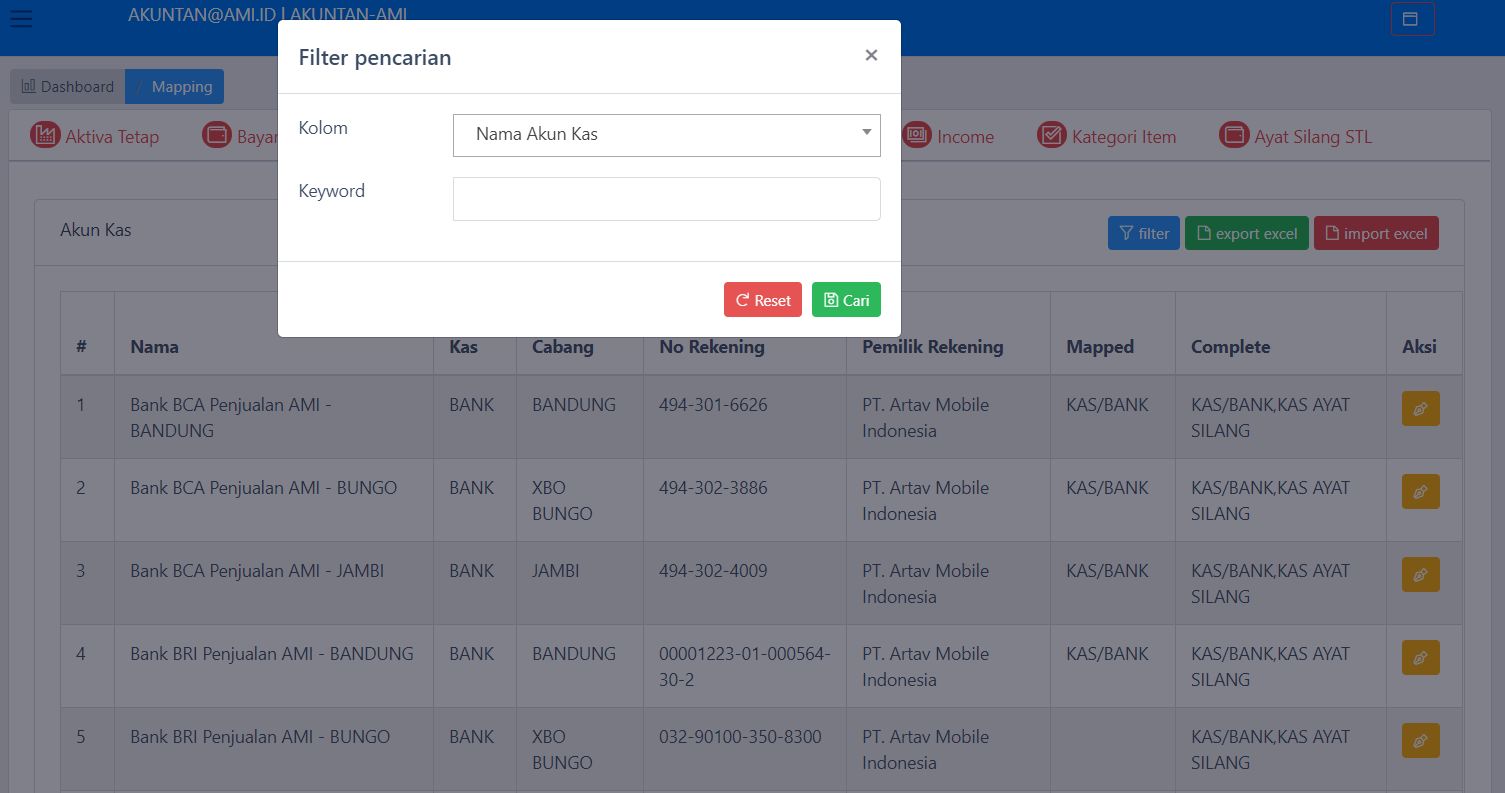 AKUNTAN@AMI.ID | AKUNTAN-AMI
Filter pencarian
×
Dashboard / Mapping
Kolom
Nama Akun Kas
Aktiva Tetap
Bayar
Income
Kategori Item
Ayat Silang STL
Keyword
Akun Kas
filter
export excel
import excel
Reset
Cari
# Nama Kas Cabang No Rekening Pemilik Rekening Mapped Complete Aksi
1 Bank BCA Penjualan AMI - BANK BANDUNG 494-301-6626 PT. Artav Mobile KAS/BANK KAS/BANK,KAS AYAT
BANDUNG Indonesia SILANG
2 Bank BCA Penjualan AMI - BUNGO BANK XBO 494-302-3886 PT. Artav Mobile KAS/BANK KAS/BANK,KAS AYAT
BUNGO Indonesia SILANG
3 Bank BCA Penjualan AMI - JAMBI BANK JAMBI 494-302-4009 PT. Artav Mobile KAS/BANK KAS/BANK,KAS AYAT
Indonesia SILANG
4 Bank BRI Penjualan AMI - BANDUNG BANK BANDUNG 00001223-01-000564- PT. Artav Mobile KAS/BANK KAS/BANK,KAS AYAT
30-2 Indonesia SILANG
5 Bank BRI Penjualan AMI - BUNGO BANK XBO 032-90100-350-8300 PT. Artav Mobile KAS/BANK,KAS AYAT
BUNGO Indonesia SILANG